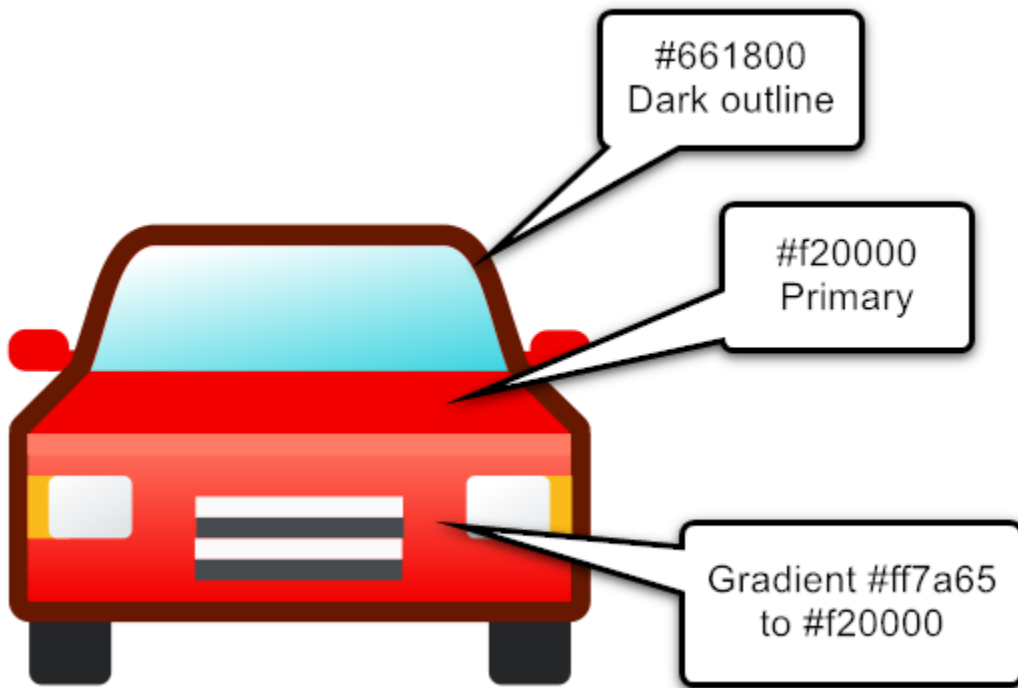 #661800
Dark outline
#f20000
Primary
Gradient #ff7a65
to #f20000